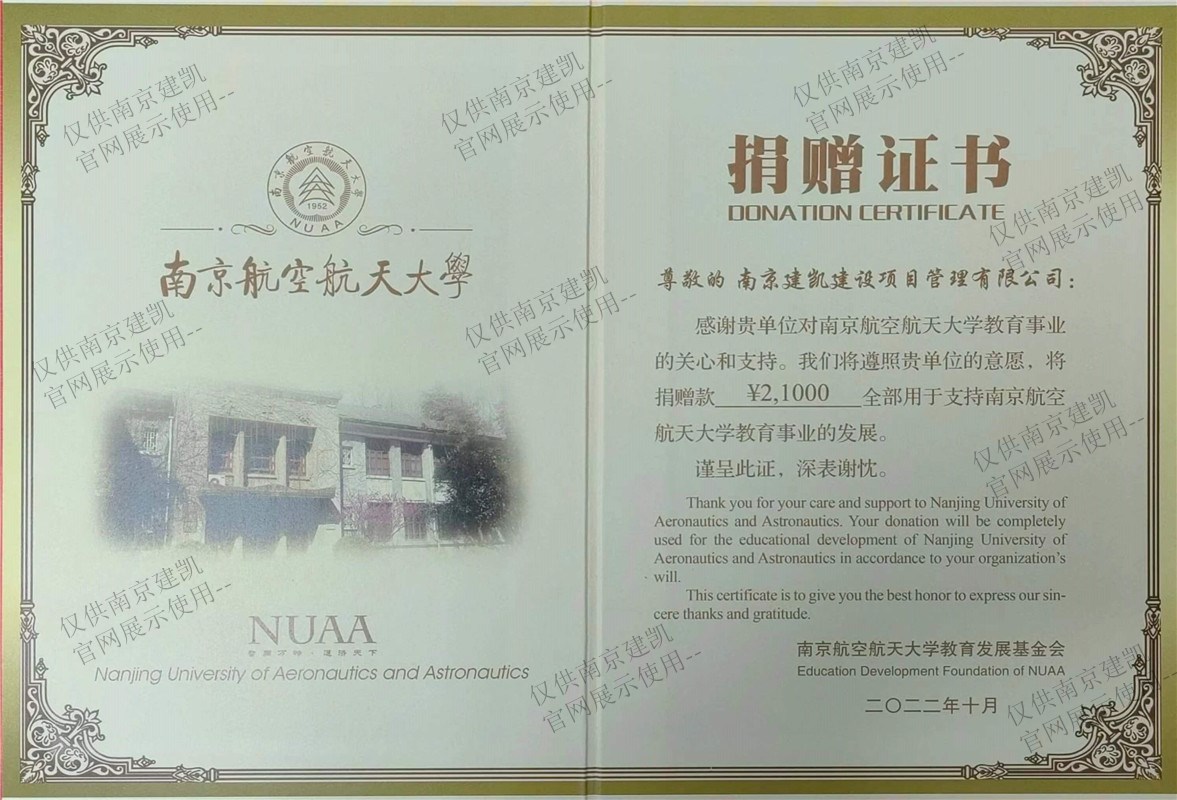 南京航空航天大学
1952
NUAA
南京航空航天大學
NUAA
智周万物·道济天下
Nanjing University of Aeronautics and Astronautics
捐赠证书
DONATION CERTIFICATE
尊敬的 南京建凯建设项目管理有限公司：
感谢贵单位对南京航空航天大学教育事业
的关心和支持。我们将遵照贵单位的意愿，将
捐赠款 ¥2,1000 全部用于支持南京航空
航天大学教育事业的发展。
谨呈此证，深表谢忱。
Thank you for your care and support to Nanjing University of
Aeronautics and Astronautics. Your donation will be completely
used for the educational development of Nanjing University of
Aeronautics and Astronautics in accordance to your organization's
will.
This certificate is to give you the best honor to express our sin-
cere thanks and gratitude.
南京航空航天大学教育发展基金会
Education Development Foundation of NUAA
二〇二二年十月
仅供南京建凯
官网展示使用--
仅供南京建凯
官网展示使用--
仅供南京建凯
官网展示使用--
仅供南京建凯
官网展示使用--
仅供南京建凯
官网展示使用--
仅供南京建凯
官网展示使用--
仅供南京建凯
官网展示使用--
仅供南京建凯
官网展示使用--
仅供南京建凯
官网展示使用--
仅供南京建凯
官网展示使用--